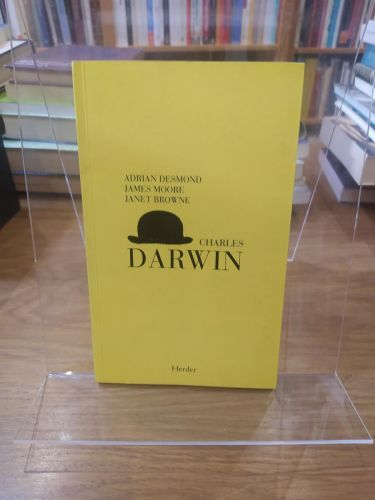 ADRIAN DESMOND
JAMES MOORE
JANET BROWNE
CHARLES
DARWIN
Herder